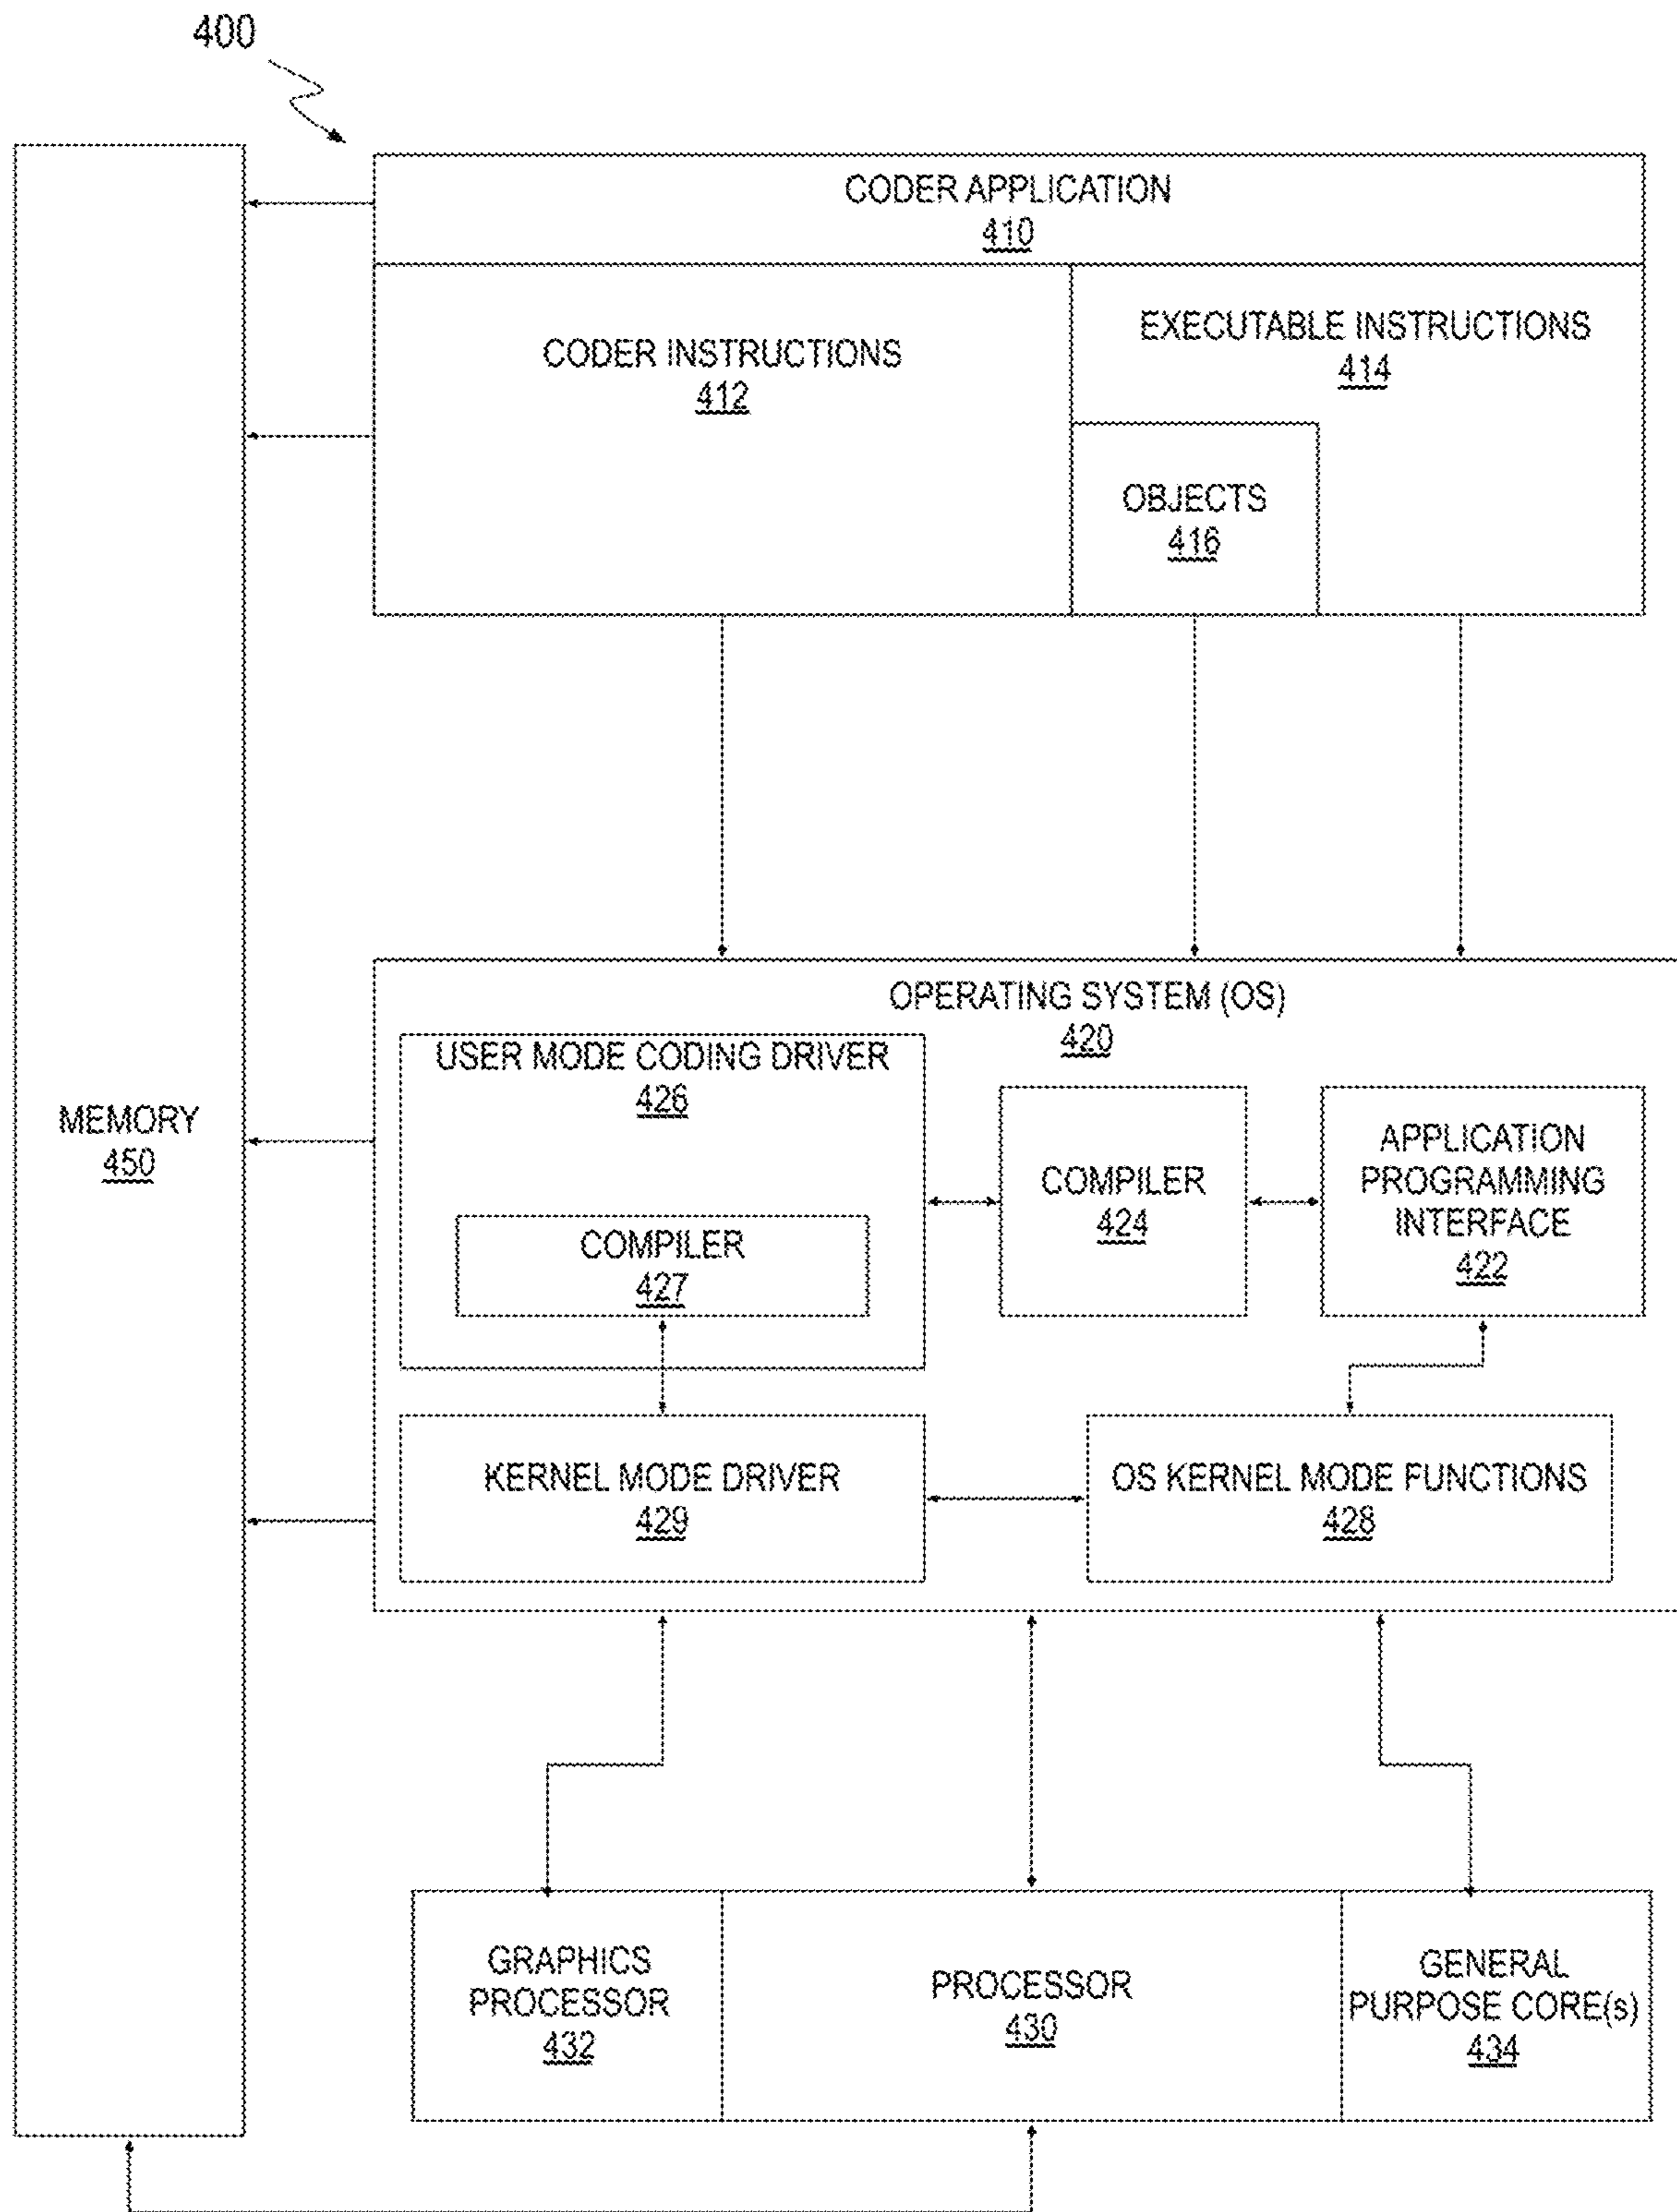 400
CODER APPLICATION
410
CODER INSTRUCTIONS
412
EXECUTABLE INSTRUCTIONS
414
OBJECTS
416
MEMORY
450
OPERATING SYSTEM (OS)
420
USER MODE CODING DRIVER
426
COMPILER
427
COMPILER
424
APPLICATION
PROGRAMMING
INTERFACE
422
KERNEL MODE DRIVER
429
OS KERNEL MODE FUNCTIONS
428
GRAPHICS
PROCESSOR
432
PROCESSOR
430
GENERAL
PURPOSE CORE(s)
434